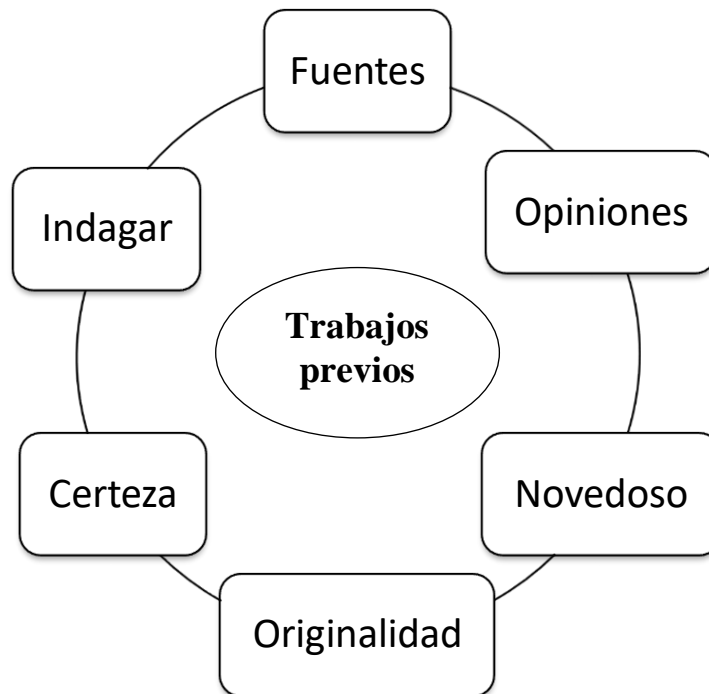 Fuentes
Opiniones
Indagar
Trabajos
previos
Certeza
Novedoso
Originalidad